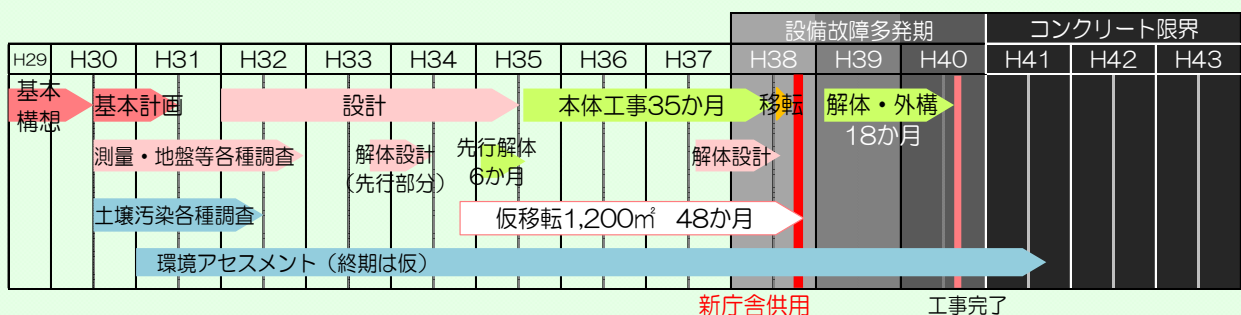 設備故障多発期 コンクリート限界
H29 H30 H31 H32 H33 H34 H35 H36 H37 H38 H39 H40 H41 H42 H43
基本
構想
基本計画
設計
本体工事35か月
移転
解体・外構
18か月
測量・地盤等各種調査
解体設計
(先行部分)
先行解体
6か月
解体設計
土壌汚染各種調査
仮移転1,200㎡ 48か月
環境アセスメント(終期は仮)
新庁舎供用
工事完了